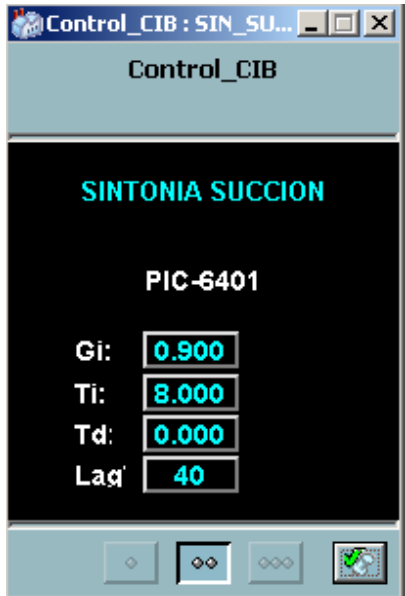 Control_CIB : SIN_SU...
Control_CIB
SINTONIA SUCCION
PIC-6401
Gi: 0.900
Ti: 8.000
Td: 0.000
Lag' 40